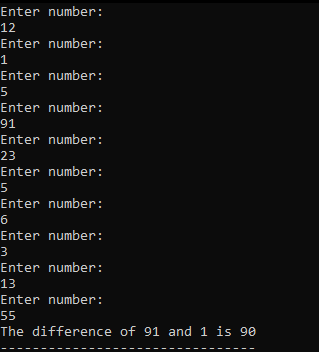 Enter number:
12
Enter number:
1
Enter number:
5
Enter number:
91
Enter number:
23
Enter number:
5
Enter number:
6
Enter number:
3
Enter number:
13
Enter number:
55
The difference of 91 and 1 is 90
--------------------------------